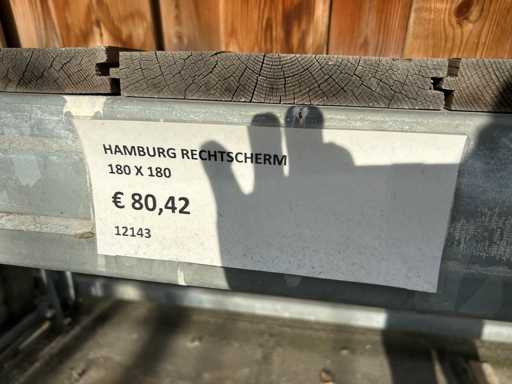 HAMBURG RECHTSCHERM
180 X 180
€ 80,42
12143